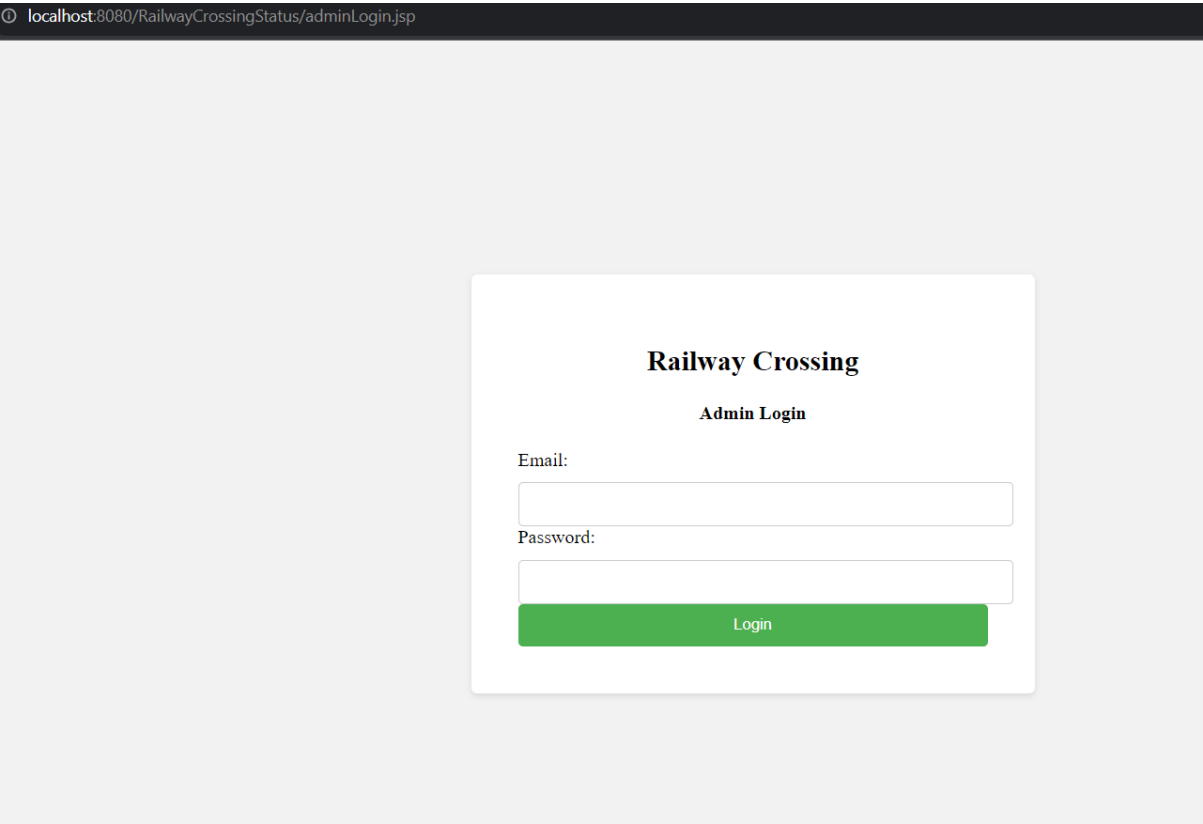 localhost:8080/RailwayCrossingStatus/adminLogin.jsp
Railway Crossing
Admin Login
Email:
Password:
Login